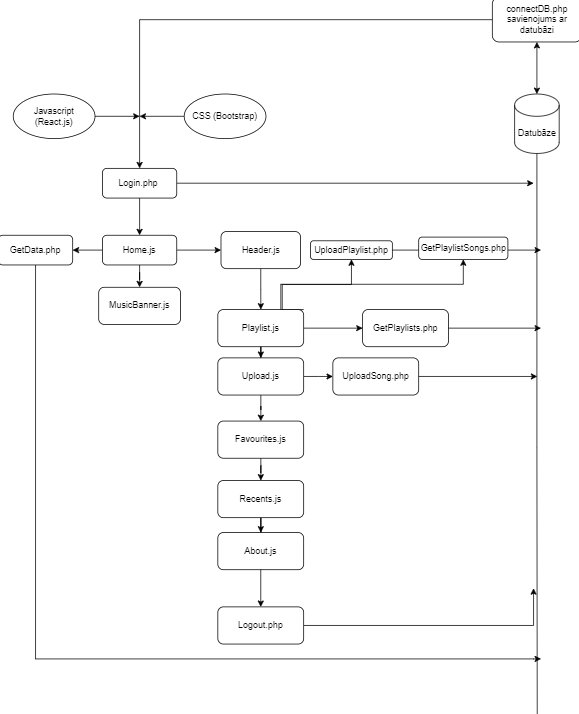 connectDB.php
savienojums ar
datubāzi
Javascript
(React.js)
CSS (Bootstrap)
Datubāze
Login.php
GetData.php
Home.js
Header.js
UploadPlaylist.php
GetPlaylistSongs.php
MusicBanner.js
Playlist.js
GetPlaylists.php
Upload.js
UploadSong.php
Favourites.js
Recents.js
About.js
Logout.php